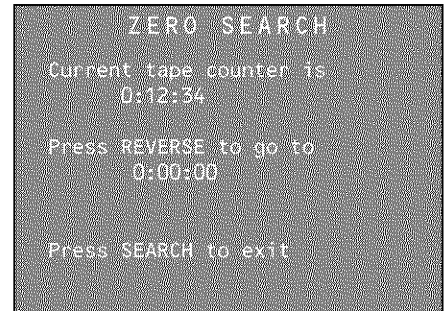 ZERO SEARCH
Current tape counter is
0:12:34
Press REVERSE to go to
0:00:00
Press SEARCH to exit